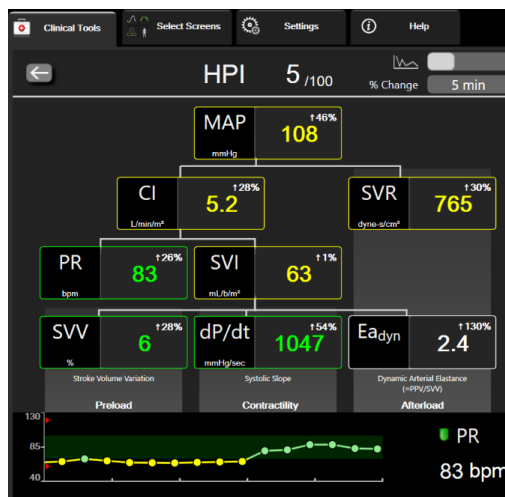 Clinical Tools
Select Screens
Settings
Help
HPI 5 /100
% Change 5 min
MAP ↑46%
108
mmHg
CI ↑28%
5.2
L/min/m²
SVR ↑30%
765
dyne-s/cm⁵
PR ↑26%
83
bpm
SVI ↑1%
63
mL/b/m²
SVV ↑28%
6
%
dP/dt ↑54%
1047
mmHg/sec
Eadyn ↑130%
2.4
Stroke Volume Variation
Systolic Slope
Dynamic Arterial Elastance
(=PPV/SVV)
Preload
Contractility
Afterload
130
85
40
PR
83 bpm